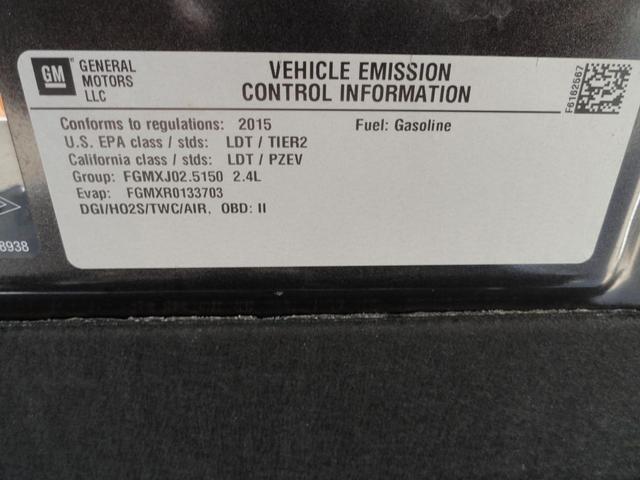 GM
GENERAL
MOTORS
LLC
VEHICLE EMISSION
CONTROL INFORMATION
F6162567
Conforms to regulations: 2015 Fuel: Gasoline
U.S. EPA class / stds: LDT / TIER2
California class / stds: LDT / PZEV
Group: FGMXJ02.5150 2.4L
Evap: FGMXR0133703
DGI/HO2S/TWC/AIR, OBD: II
8938